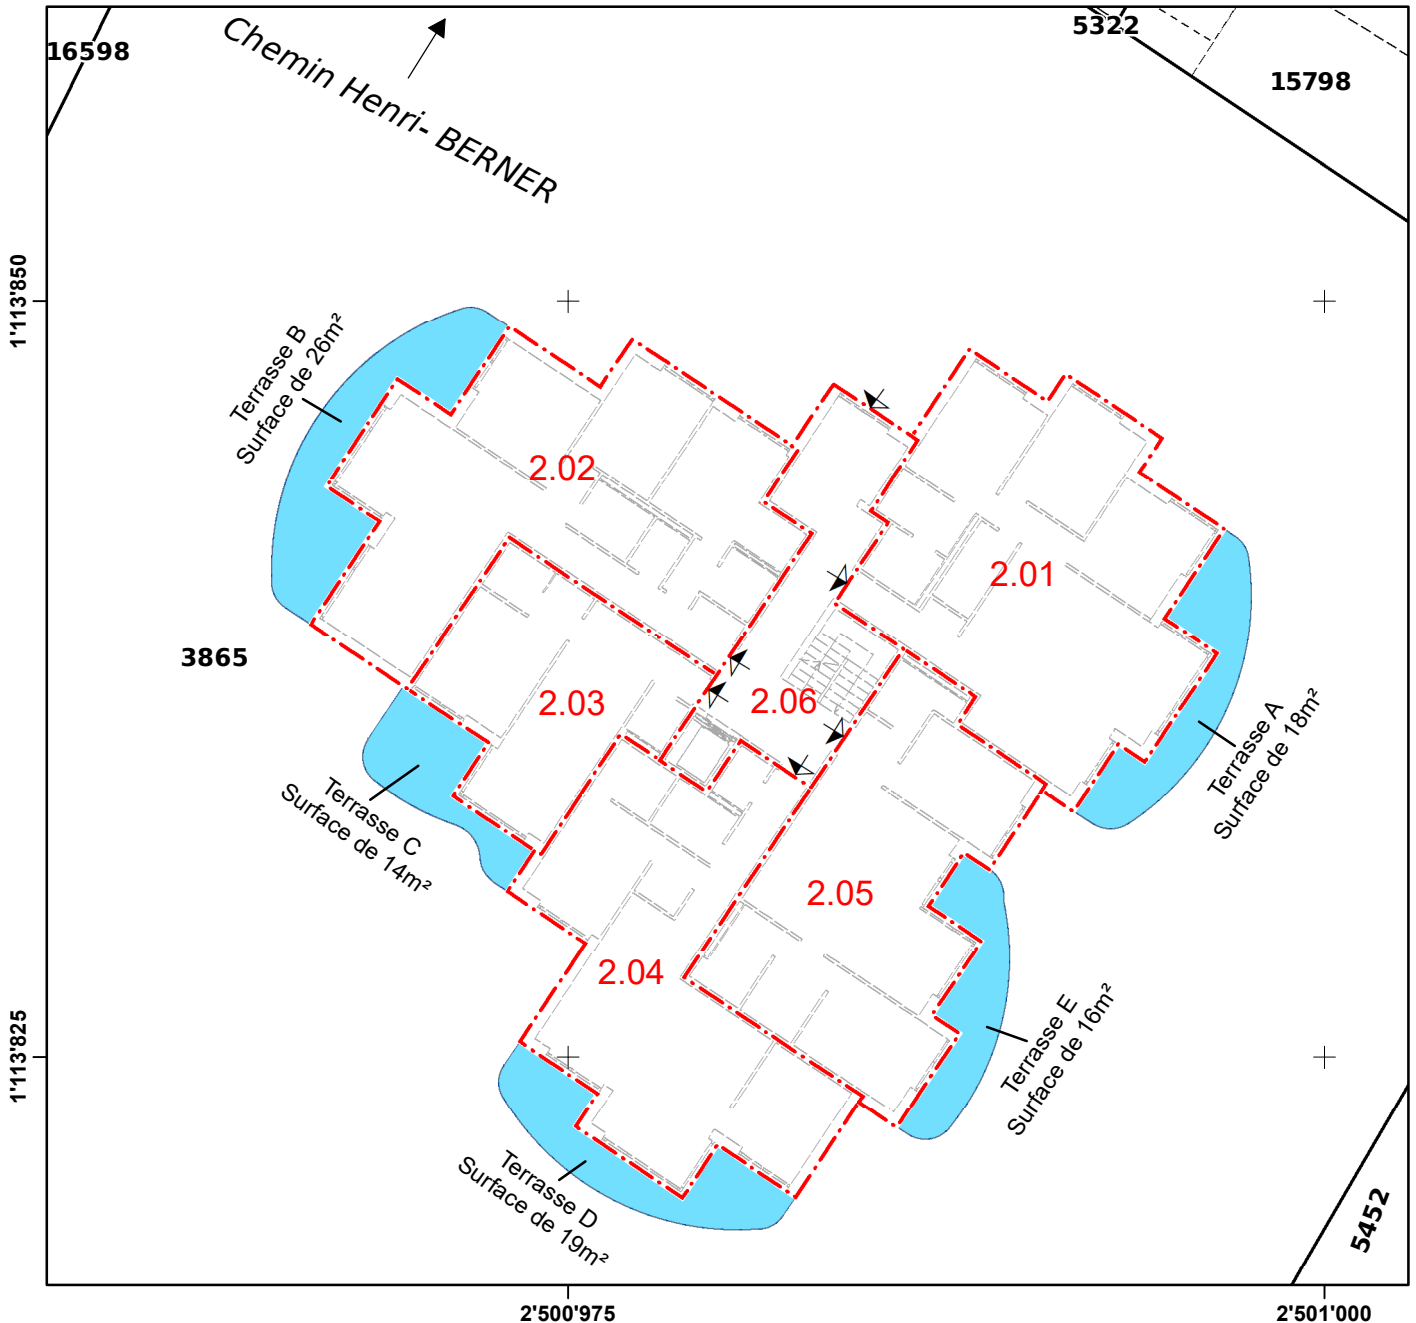 16598
Chemin Henri- BERNER
5322
15798
1'113'850
Terrasse B
Surface de 26m²
2.02
2.01
3865
2.03
2.06
Terrasse A
Surface de 18m²
Terrasse C
Surface de 14m²
2.05
2.04
Terrasse E
Surface de 16m²
1'113'825
Terrasse D
Surface de 19m²
5452
2'500'975
2'501'000